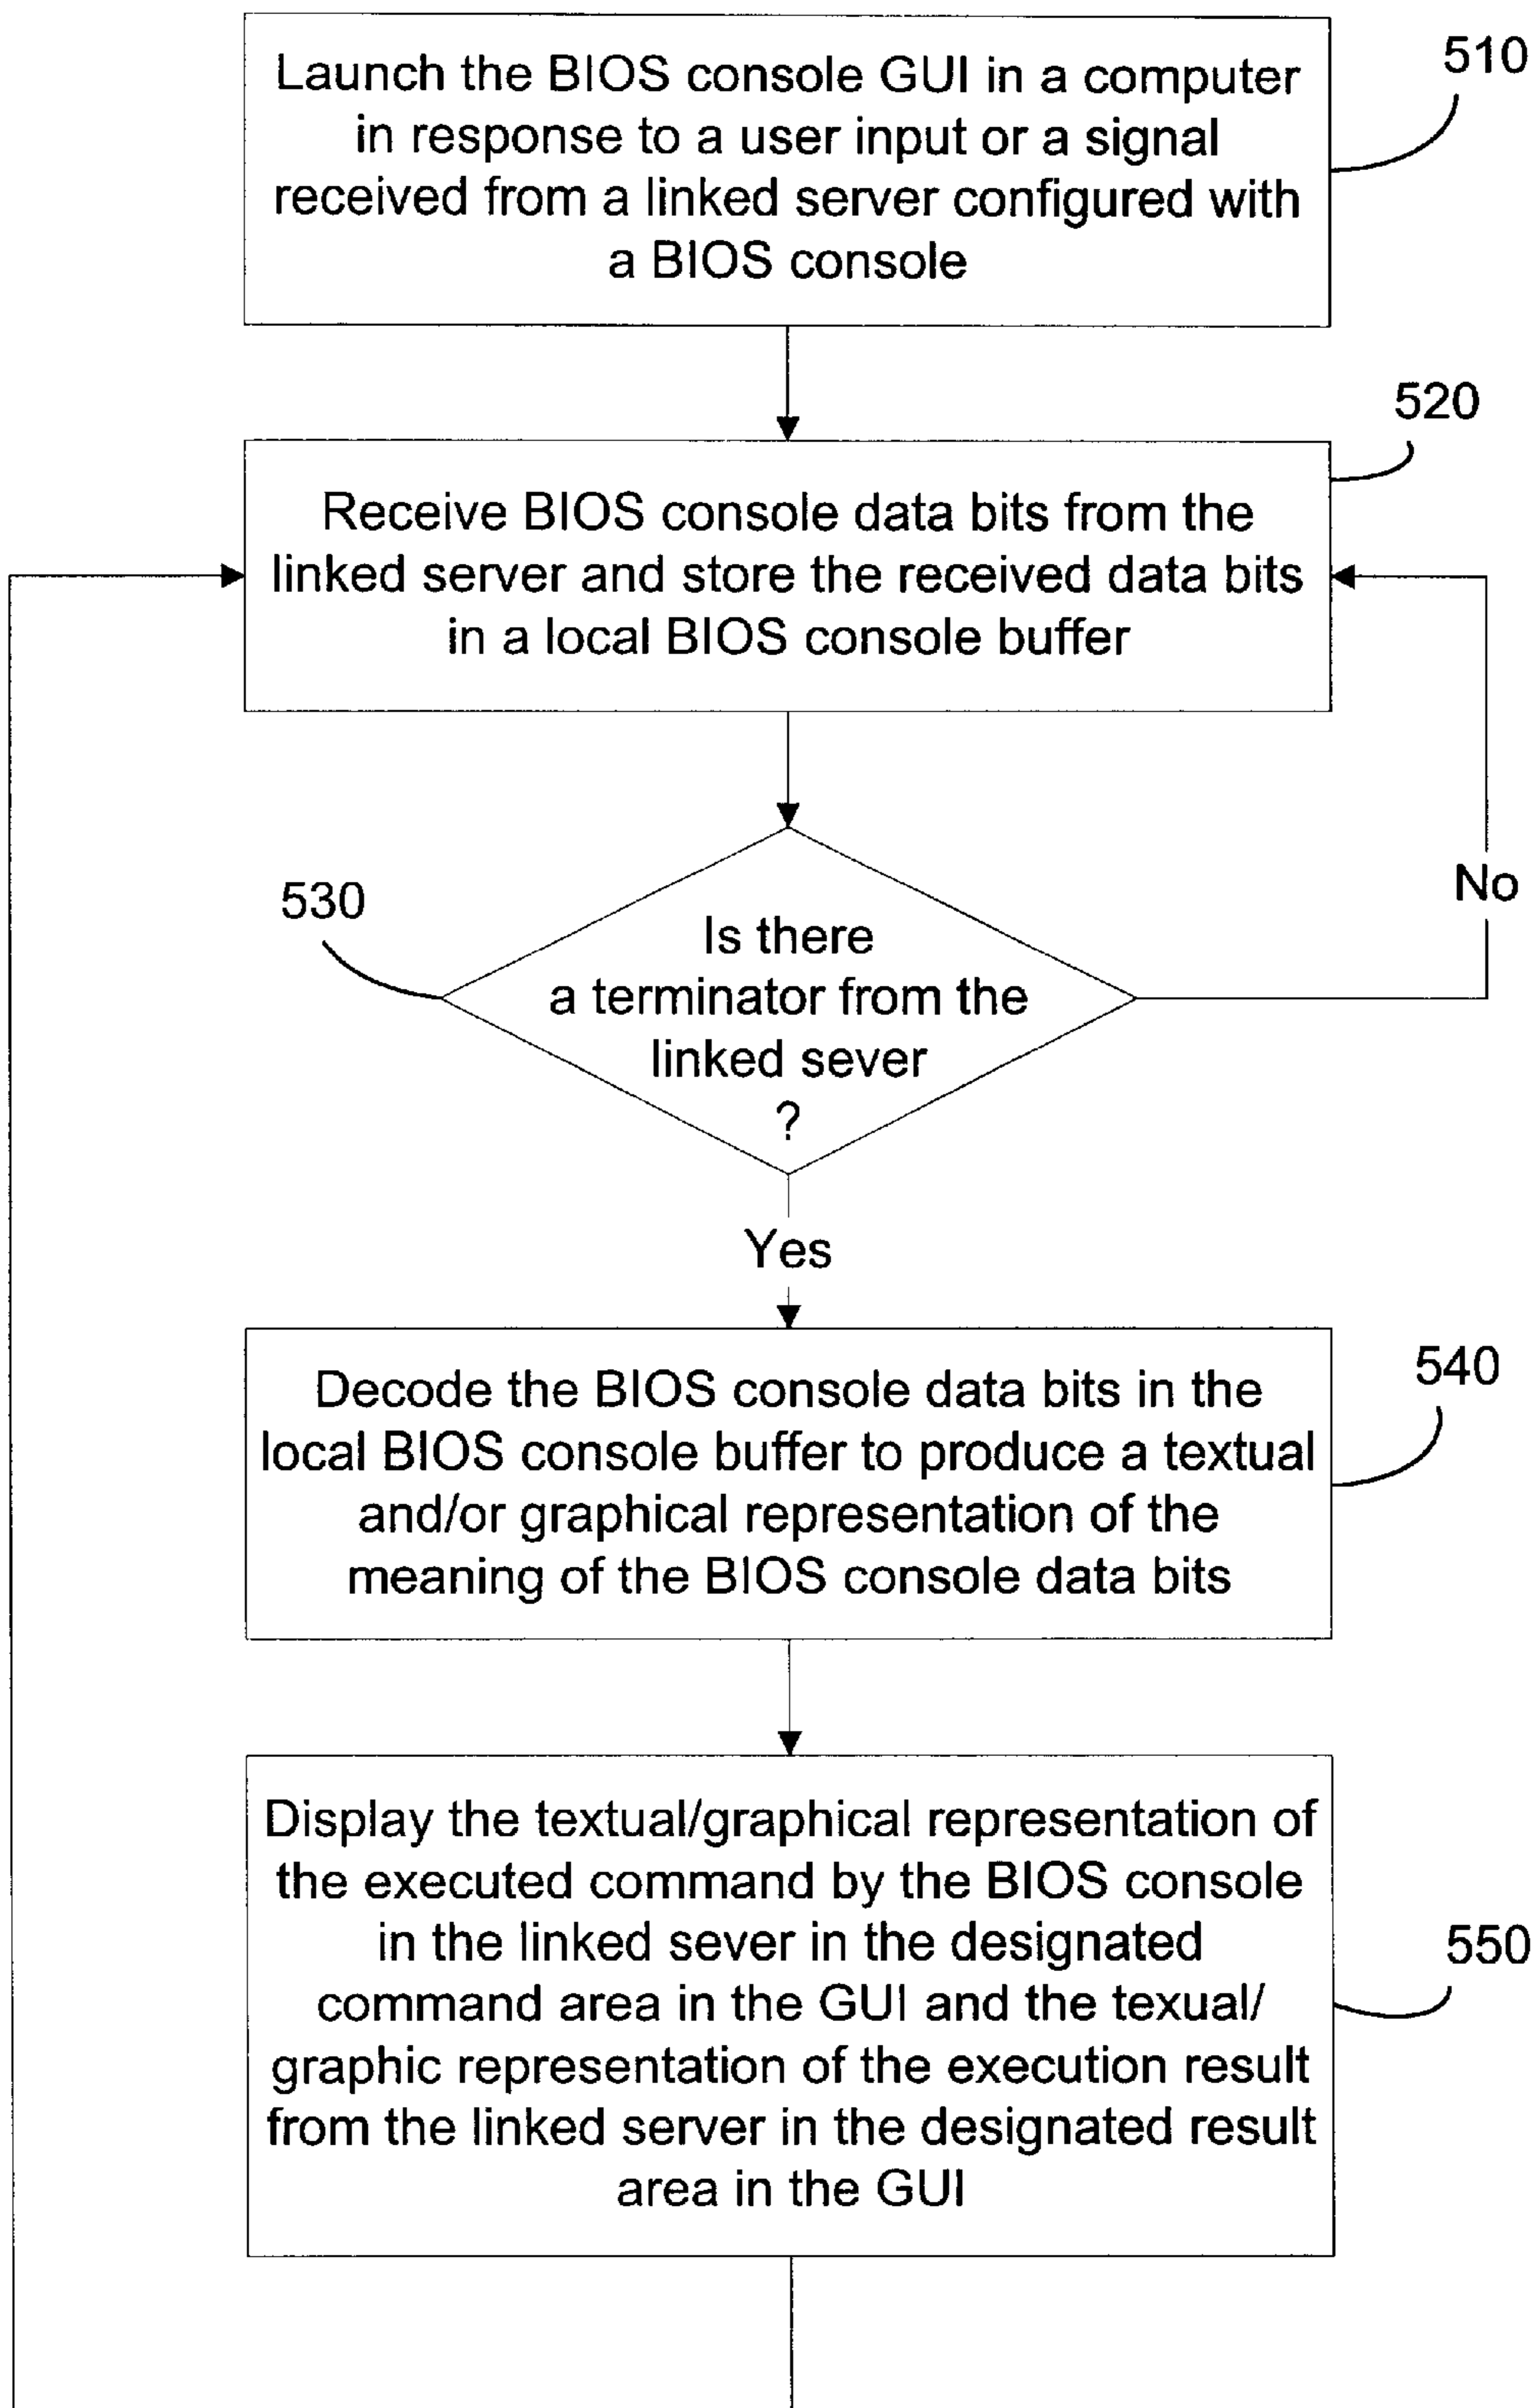 Launch the BIOS console GUI in a computer
in response to a user input or a signal
received from a linked server configured with
a BIOS console
510
520
Receive BIOS console data bits from the
linked server and store the received data bits
in a local BIOS console buffer
No
530
Is there
a terminator from the
linked sever
?
Yes
540
Decode the BIOS console data bits in the
local BIOS console buffer to produce a textual
and/or graphical representation of the
meaning of the BIOS console data bits
Display the textual/graphical representation of
the executed command by the BIOS console
in the linked sever in the designated
command area in the GUI and the texual/
graphic representation of the execution result
from the linked server in the designated result
area in the GUI
550